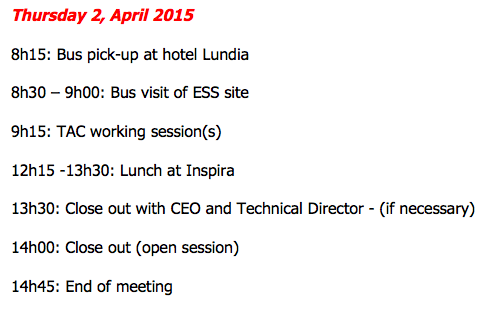 Thursday 2, April 2015
8h15: Bus pick-up at hotel Lundia
8h30 – 9h00: Bus visit of ESS site
9h15: TAC working session(s)
12h15 -13h30: Lunch at Inspira
13h30: Close out with CEO and Technical Director - (if necessary)
14h00: Close out (open session)
14h45: End of meeting